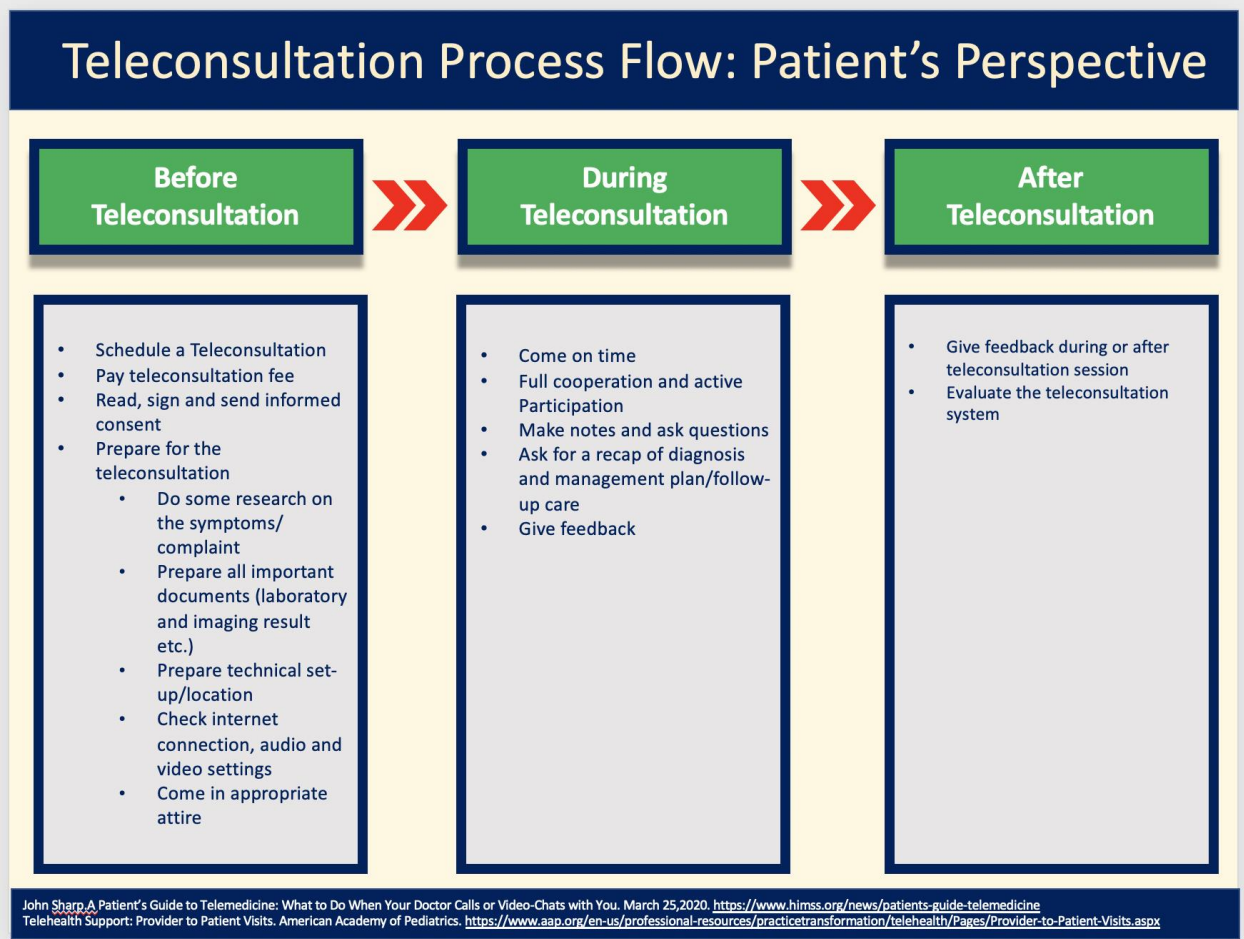 Teleconsultation Process Flow: Patient’s Perspective
Before
Teleconsultation
During
Teleconsultation
After
Teleconsultation
• Schedule a Teleconsultation
• Pay teleconsultation fee
• Read, sign and send informed
consent
• Prepare for the
teleconsultation
• Do some research on
the symptoms/
complaint
• Prepare all important
documents (laboratory
and imaging result
etc.)
• Prepare technical set-
up/location
• Check internet
connection, audio and
video settings
• Come in appropriate
attire
• Come on time
• Full cooperation and active
Participation
• Make notes and ask questions
• Ask for a recap of diagnosis
and management plan/follow-
up care
• Give feedback
• Give feedback during or after
teleconsultation session
• Evaluate the teleconsultation
system
John Sharp.A Patient’s Guide to Telemedicine: What to Do When Your Doctor Calls or Video-Chats with You. March 25,2020. https://www.himss.org/news/patients-guide-telemedicine
Telehealth Support: Provider to Patient Visits. American Academy of Pediatrics. https://www.aap.org/en-us/professional-resources/practicetransformation/telehealth/Pages/Provider-to-Patient-Visits.aspx